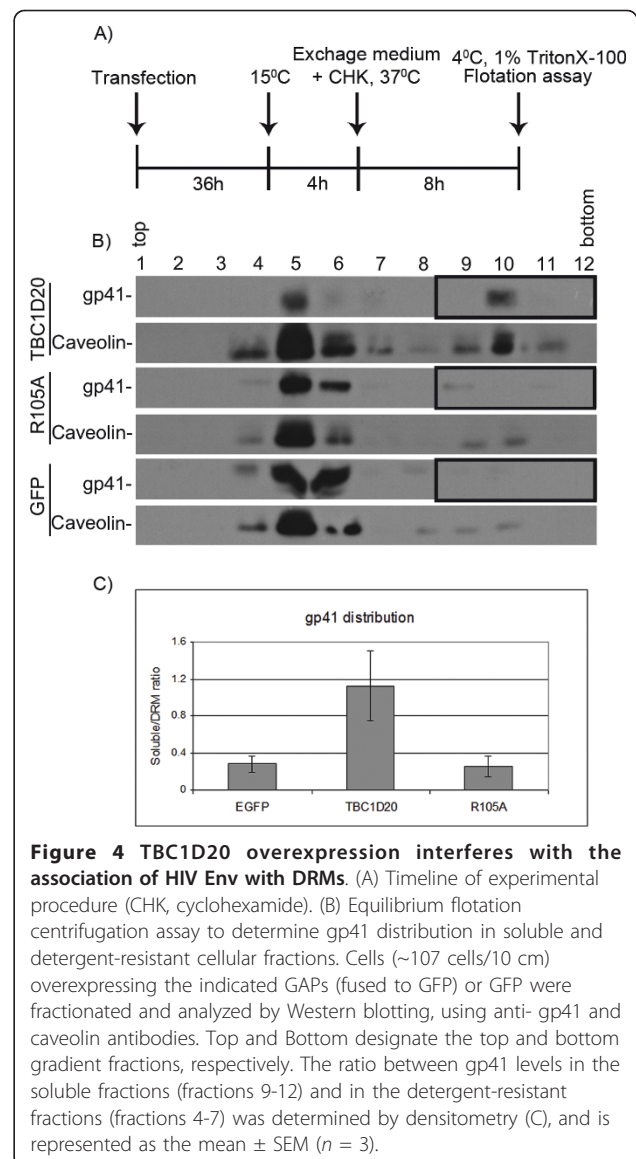 A)
Exchage medium
4⁰C, 1% TritonX-100
Transfection
15⁰C
+ CHK, 37⁰C
Flotation assay
36h
4h
8h
B)
top
bottom
1 2 3 4 5 6 7 8 9 10 11 12
TBC1D20
gp41-
Caveolin-
R105A
gp41-
Caveolin-
GFP
gp41-
Caveolin-
C)
gp41 distribution
Soluble/DRM ratio
1.6
1.2
0.8
0.4
0
EGFP TBC1D20 R105A
Figure 4 TBC1D20 overexpression interferes with the
association of HIV Env with DRMs. (A) Timeline of experimental
procedure (CHK, cyclohexamide). (B) Equilibrium flotation
centrifugation assay to determine gp41 distribution in soluble and
detergent-resistant cellular fractions. Cells (~107 cells/10 cm)
overexpressing the indicated GAPs (fused to GFP) or GFP were
fractionated and analyzed by Western blotting, using anti- gp41 and
caveolin antibodies. Top and Bottom designate the top and bottom
gradient fractions, respectively. The ratio between gp41 levels in the
soluble fractions (fractions 9-12) and in the detergent-resistant
fractions (fractions 4-7) was determined by densitometry (C), and is
represented as the mean ± SEM (n = 3).